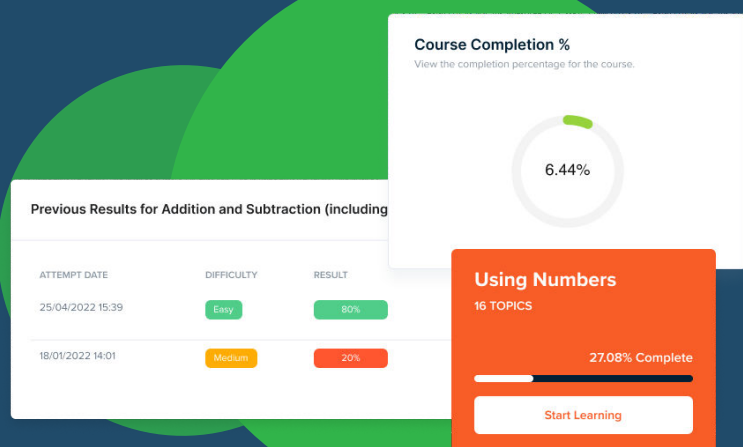 Course Completion %
View the completion percentage for the course.
6.44%
Previous Results for Addition and Subtraction (including
ATTEMPT DATE DIFFICULTY RESULT
25/04/2022 15:39 Easy 80%
18/01/2022 14:01 Medium 20%
Using Numbers
16 TOPICS
27.08% Complete
Start Learning